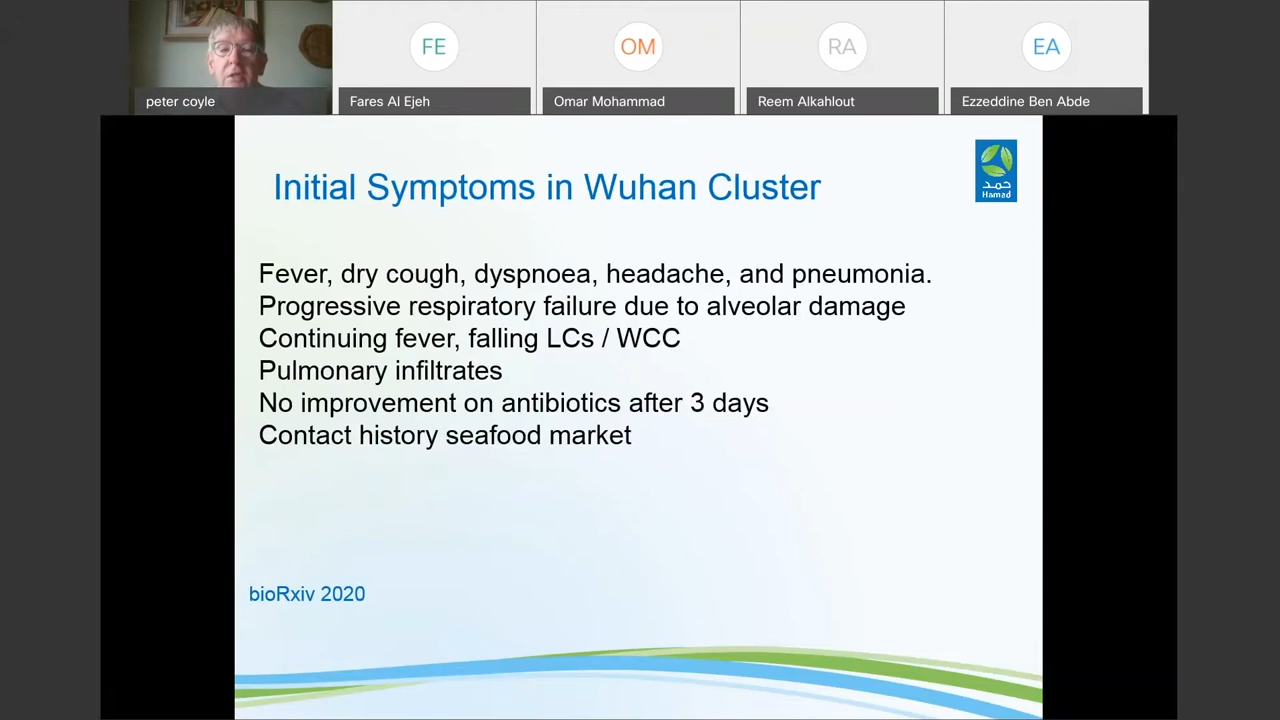 FE
OM
RA
EA
peter coyle
Fares Al Ejeh
Omar Mohammad
Reem Alkahlout
Ezzeddine Ben Abde
حمد
Hamad
Initial Symptoms in Wuhan Cluster
Fever, dry cough, dyspnoea, headache, and pneumonia.
Progressive respiratory failure due to alveolar damage
Continuing fever, falling LCs / WCC
Pulmonary infiltrates
No improvement on antibiotics after 3 days
Contact history seafood market
bioRxiv 2020